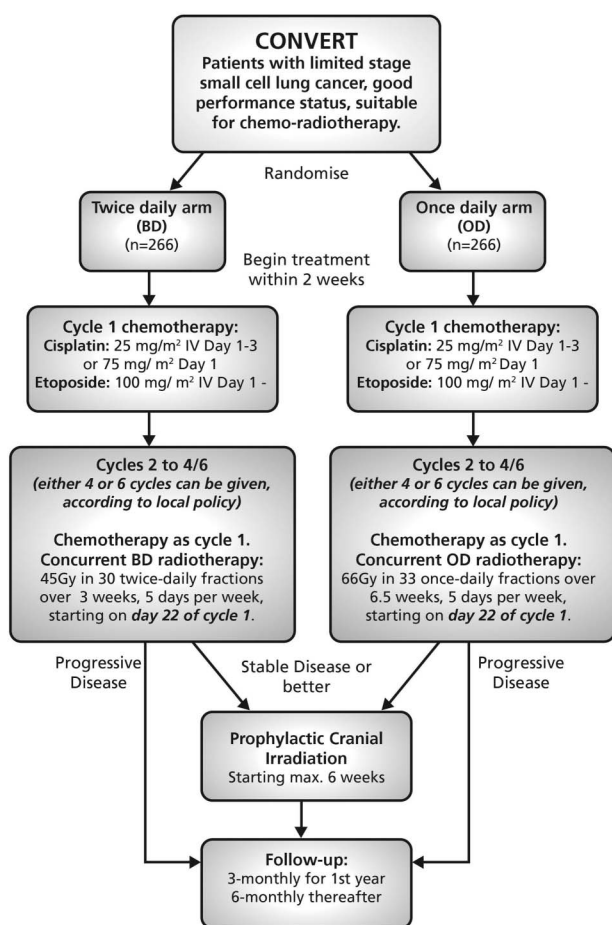 CONVERT
Patients with limited stage
small cell lung cancer, good
performance status, suitable
for chemo-radiotherapy.
Randomise
Twice daily arm
(BD)
(n=266)
Once daily arm
(OD)
(n=266)
Begin treatment
within 2 weeks
Cycle 1 chemotherapy:
Cisplatin: 25 mg/m² IV Day 1-3
or 75 mg/ m² Day 1
Etoposide: 100 mg/ m² IV Day 1 -
Cycle 1 chemotherapy:
Cisplatin: 25 mg/m² IV Day 1-3
or 75 mg/ m² Day 1
Etoposide: 100 mg/ m² IV Day 1 -
Cycles 2 to 4/6
(either 4 or 6 cycles can be given,
according to local policy)
Chemotherapy as cycle 1.
Concurrent BD radiotherapy:
45Gy in 30 twice-daily fractions
over 3 weeks, 5 days per week,
starting on day 22 of cycle 1.
Cycles 2 to 4/6
(either 4 or 6 cycles can be given,
according to local policy)
Chemotherapy as cycle 1.
Concurrent OD radiotherapy:
66Gy in 33 once-daily fractions over
6.5 weeks, 5 days per week,
starting on day 22 of cycle 1.
Progressive
Disease
Stable Disease or
better
Progressive
Disease
Prophylactic Cranial
Irradiation
Starting max. 6 weeks
Follow-up:
3-monthly for 1st year
6-monthly thereafter